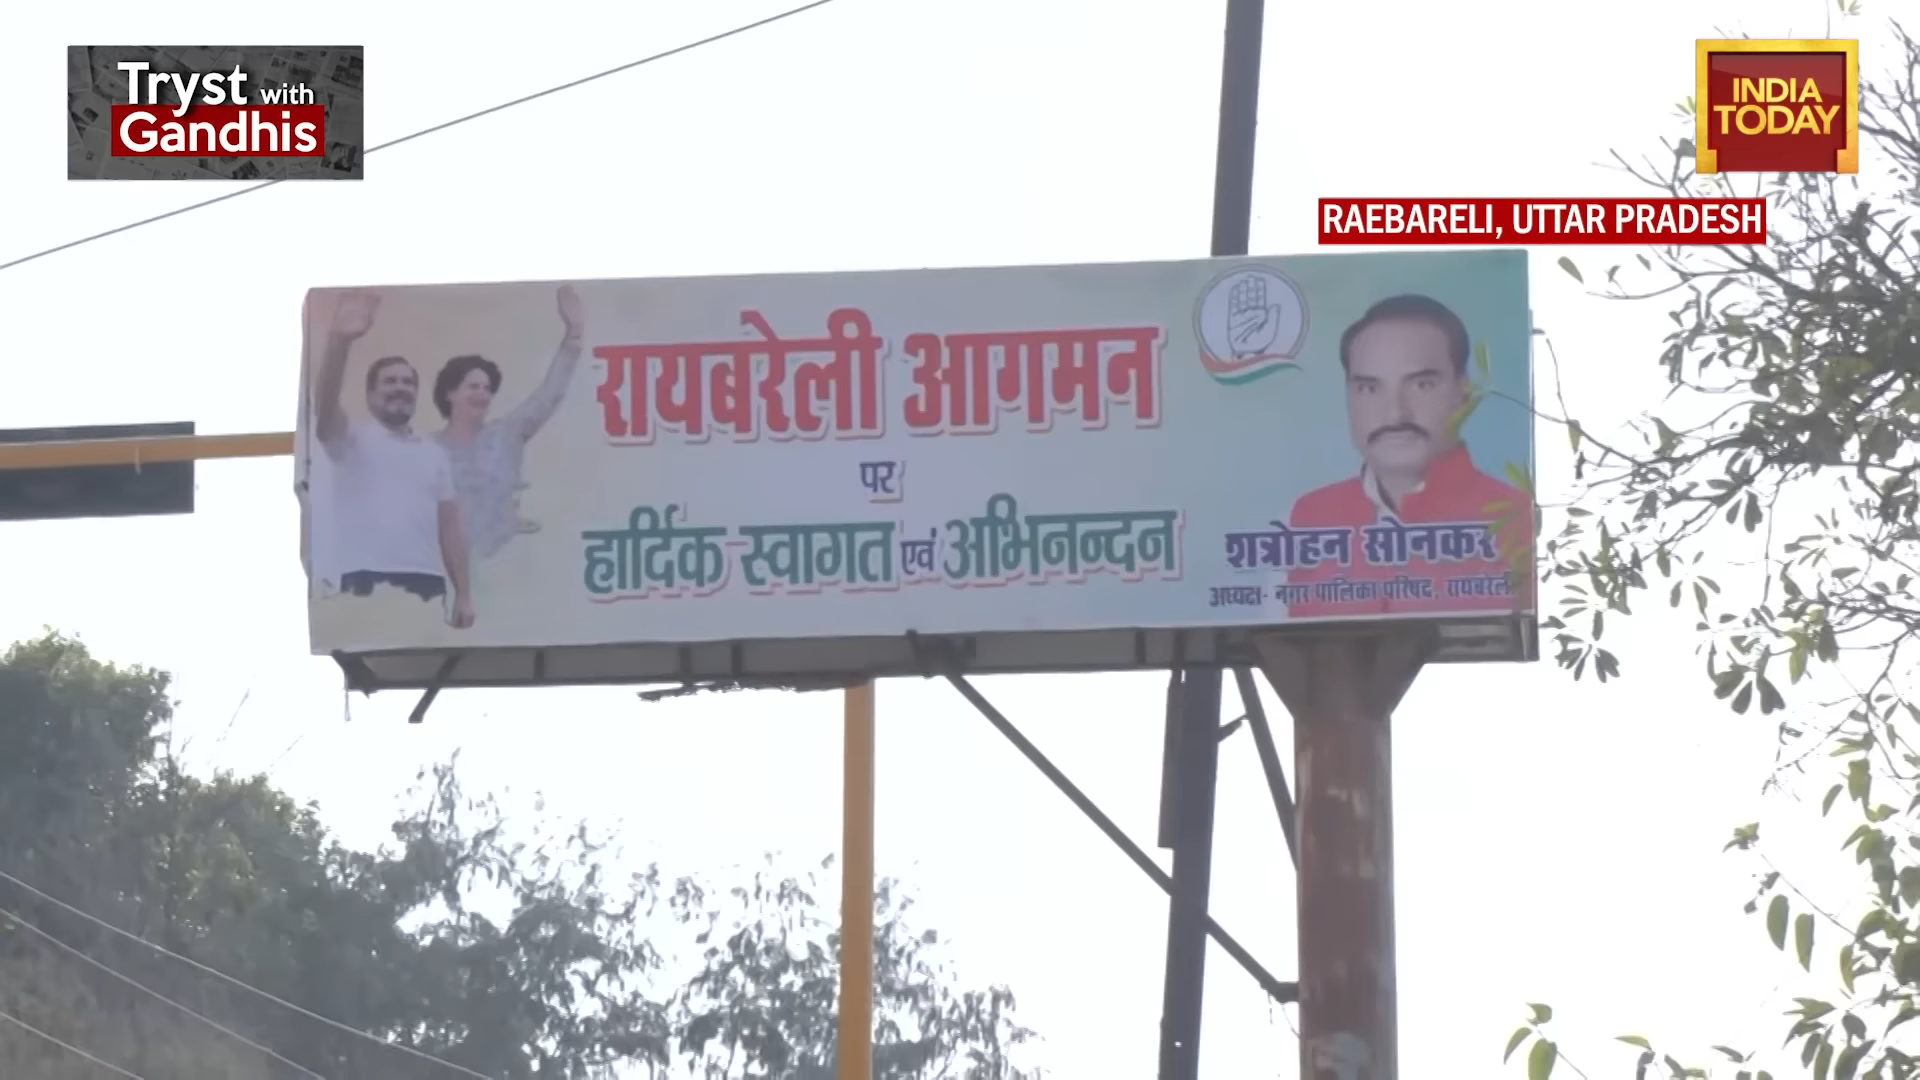 Tryst with
Gandhis
INDIA
TODAY
RAEBARELI, UTTAR PRADESH
रायबरेली आगमन
पर
हार्दिक स्वागत एवं अभिनन्दन
शत्रोहन सोनकर
अध्यक्ष- नगर पालिका परिषद, रायबरेली